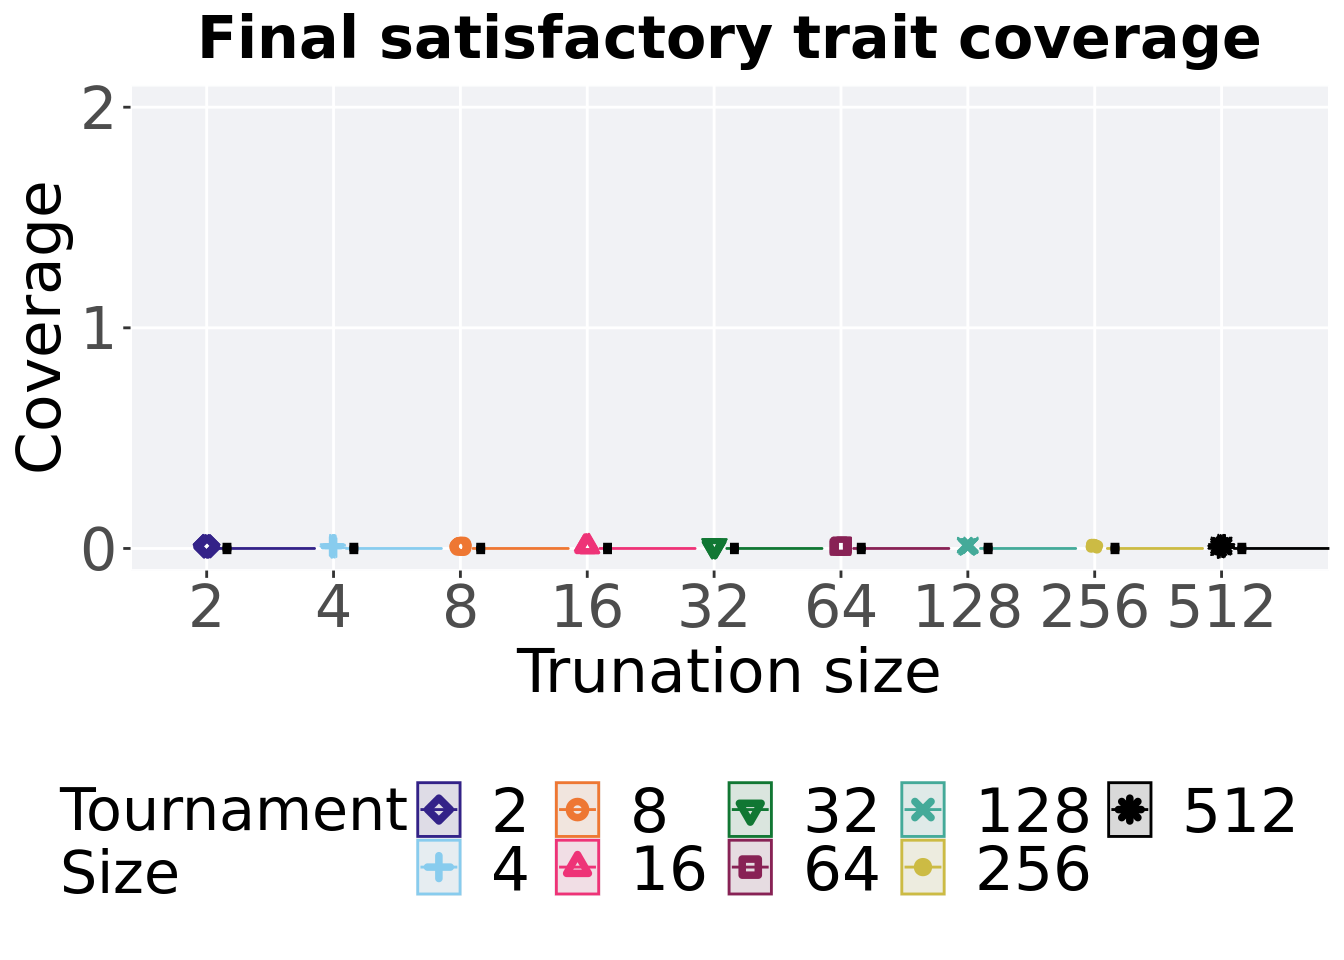 Final satisfactory trait coverage
Coverage
2
1
0
2 4 8 16 32 64 128 256 512
Trunation size
Tournament
Size
2 8 32 128 512
4 16 64 256